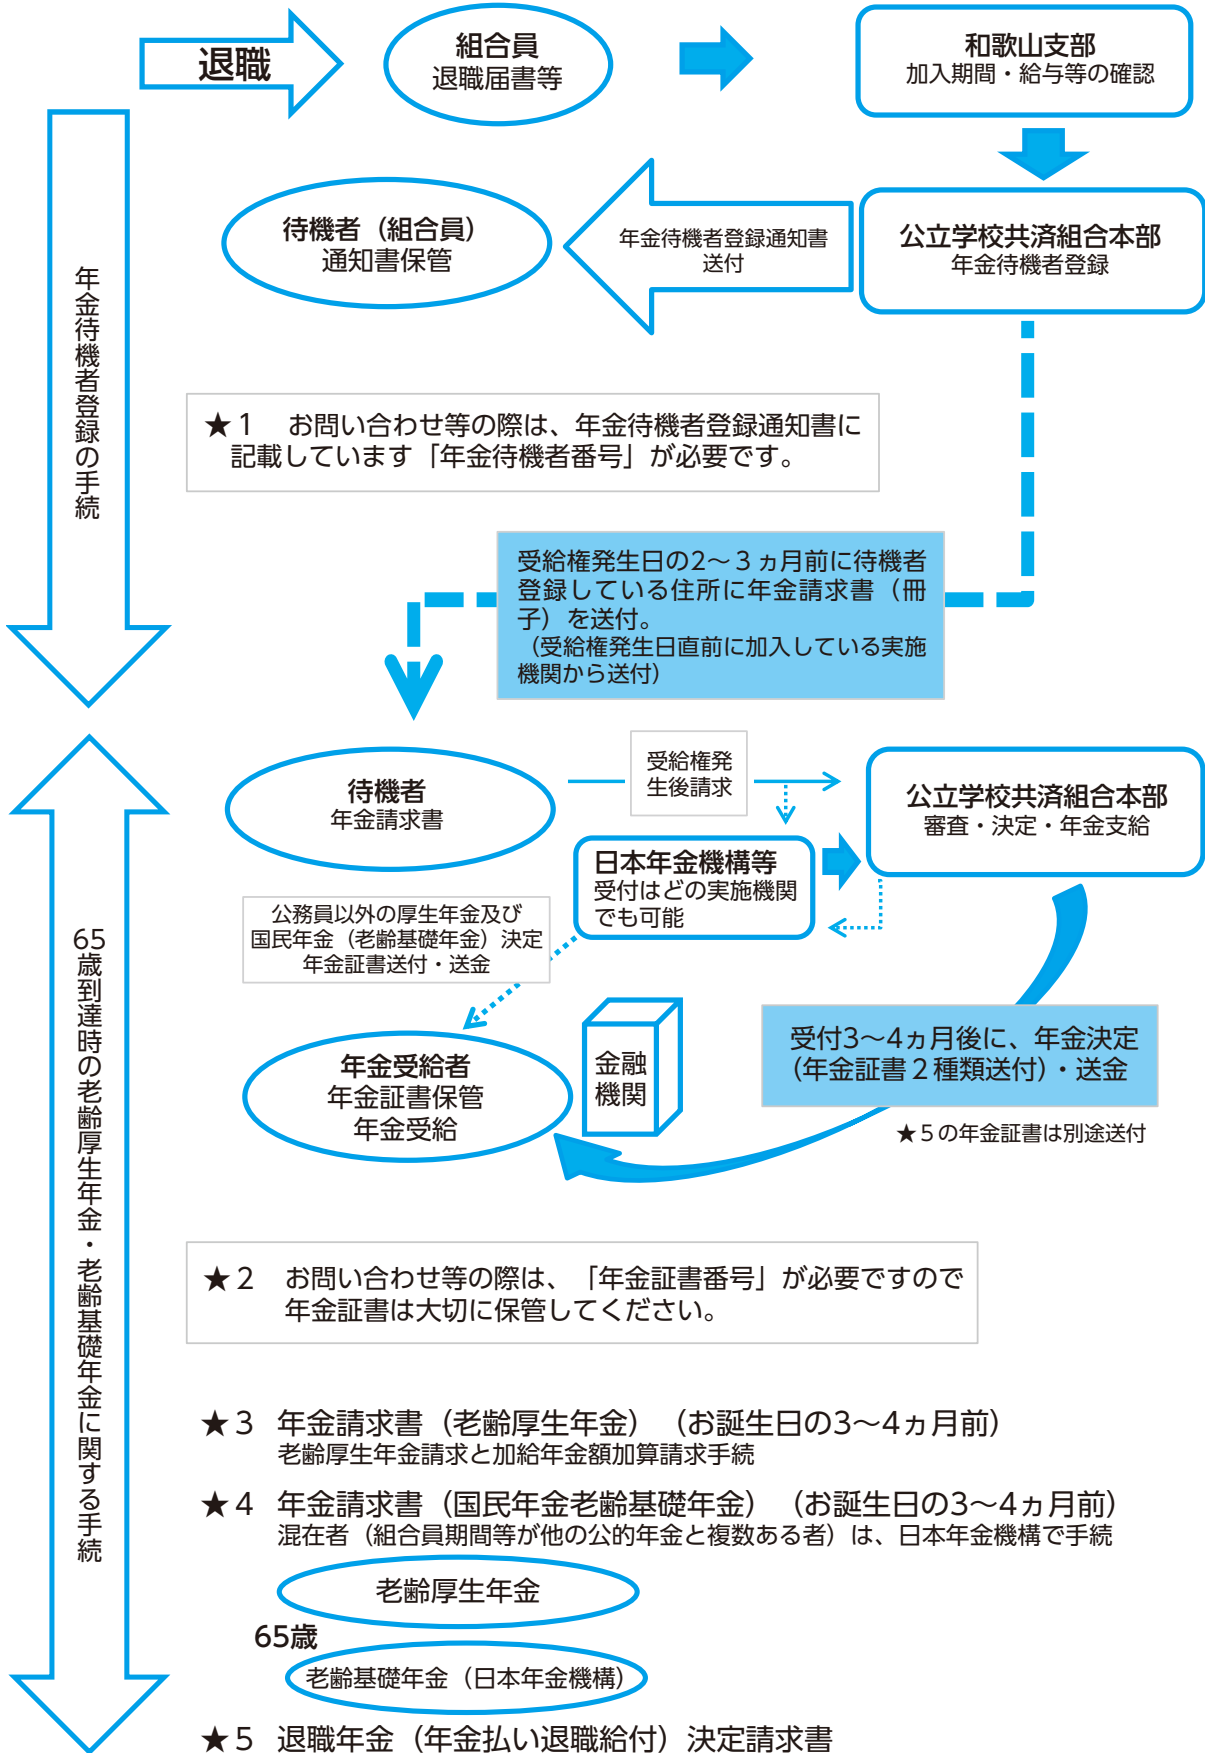 退職
組合員
退職届書等
和歌山支部
加入期間・給与等の確認
公立学校共済組合本部
年金待機者登録
年金待機者登録通知書
送付
待機者（組合員）
通知書保管
年金待機者登録の手続
★１　お問い合わせ等の際は、年金待機者登録通知書に
記載しています「年金待機者番号」が必要です。
受給権発生日の2～３ヵ月前に待機者
登録している住所に年金請求書（冊
子）を送付。
（受給権発生日直前に加入している実施
機関から送付）
待機者
年金請求書
受給権発
生後請求
公立学校共済組合本部
審査・決定・年金支給
日本年金機構等
受付はどの実施機関
でも可能
公務員以外の厚生年金及び
国民年金（老齢基礎年金）決定
年金証書送付・送金
年金受給者
年金証書保管
年金受給
金融
機関
受付3～4ヵ月後に、年金決定
（年金証書２種類送付）・送金
★５の年金証書は別途送付
65歳到達時の老齢厚生年金・老齢基礎年金に関する手続
★２　お問い合わせ等の際は、「年金証書番号」が必要ですので
年金証書は大切に保管してください。
★３　年金請求書（老齢厚生年金）（お誕生日の3～4ヵ月前）
老齢厚生年金請求と加給年金額加算請求手続
★４　年金請求書（国民年金老齢基礎年金）（お誕生日の3～4ヵ月前）
混在者（組合員期間等が他の公的年金と複数ある者）は、日本年金機構で手続
老齢厚生年金
65歳
老齢基礎年金（日本年金機構）
★５　退職年金（年金払い退職給付）決定請求書